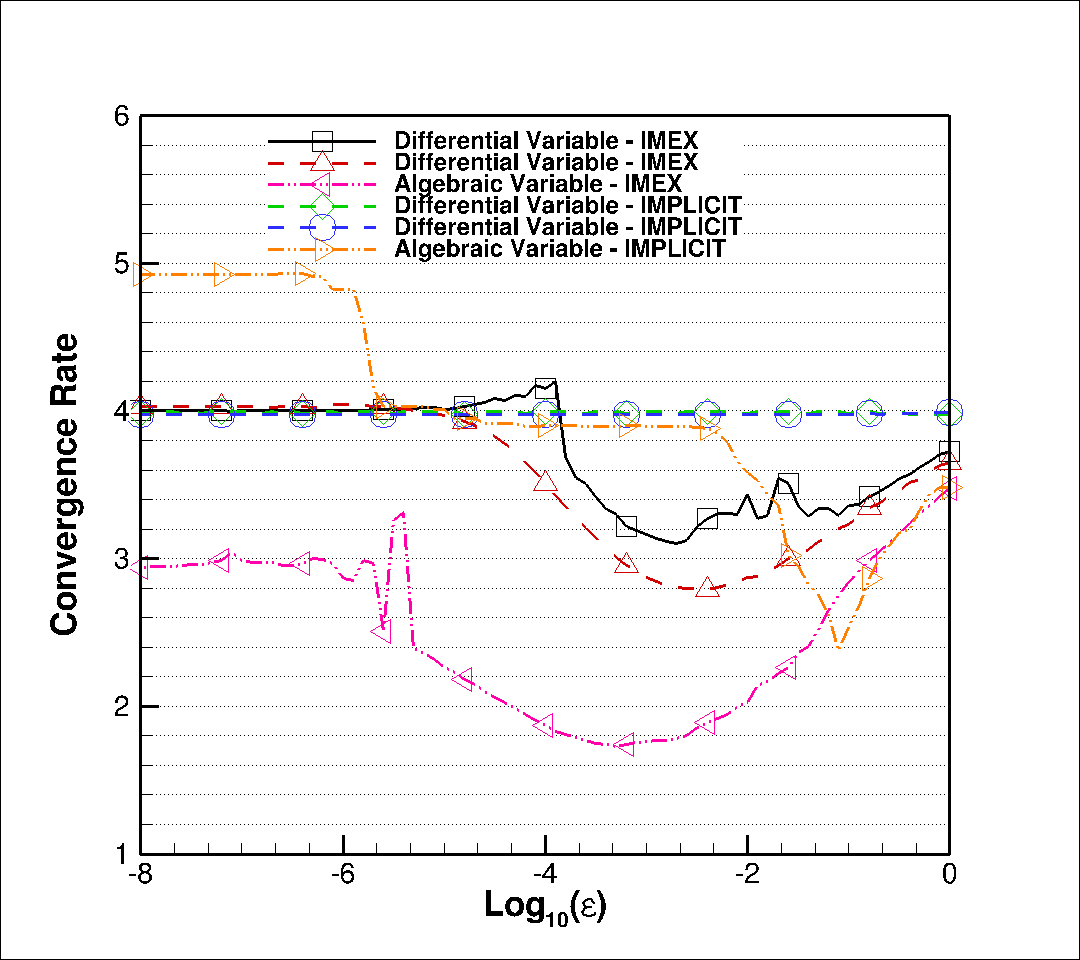 6
Differential Variable - IMEX
Differential Variable - IMEX
Algebraic Variable - IMEX
Differential Variable - IMPLICIT
Differential Variable - IMPLICIT
Algebraic Variable - IMPLICIT
5
4
3
2
1
Convergence Rate
-8 -6 -4 -2 0
Log10(ε)